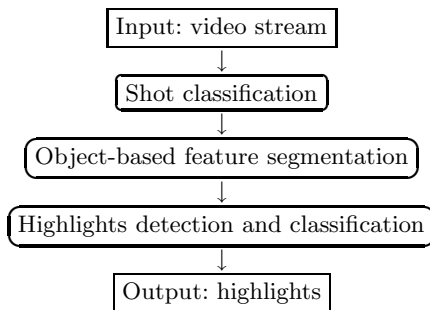 Input: video stream
Shot classification
Object-based feature segmentation
Highlights detection and classification
Output: highlights